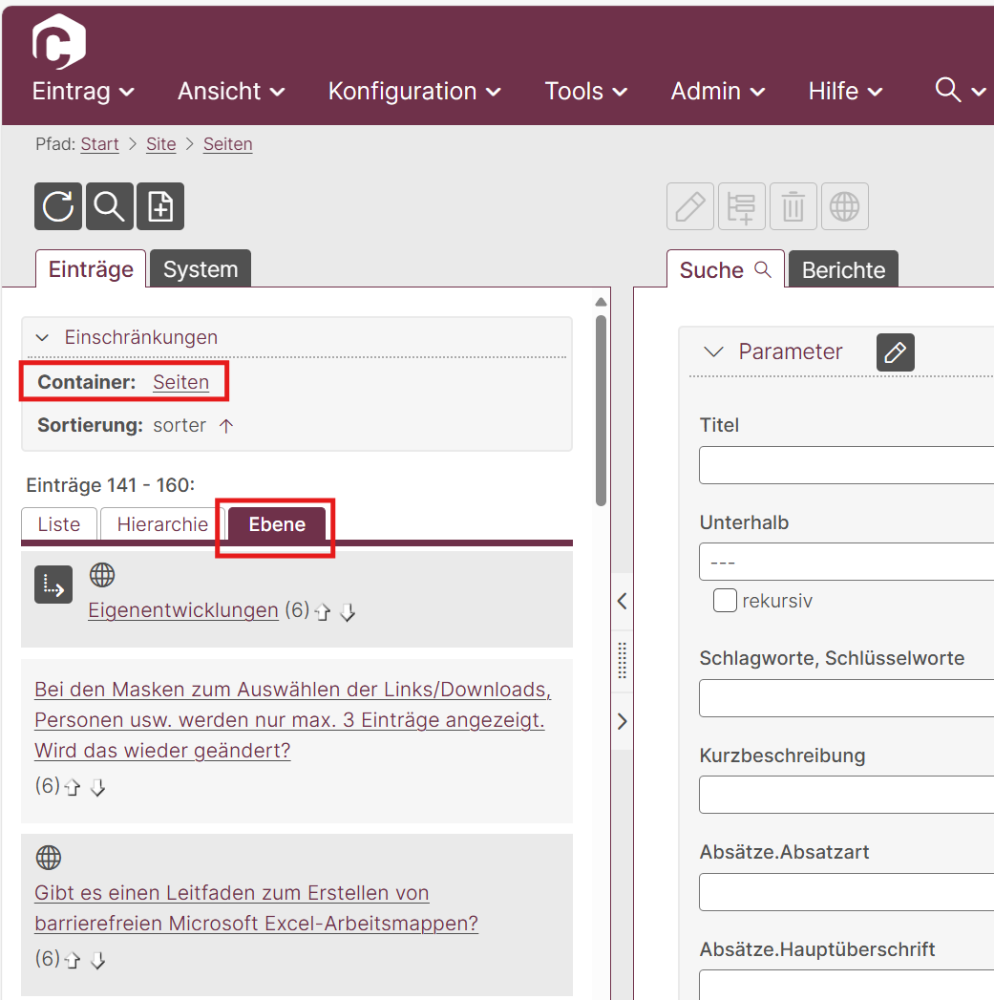 Eintrag Ansicht Konfiguration Tools Admin Hilfe
Pfad: Start > Site > Seiten
Einträge System
Einschränkungen
Container: Seiten
Sortierung: sorter ↑
Einträge 141 - 160:
Liste Hierarchie Ebene
Eigenentwicklungen (6)
Bei den Masken zum Auswählen der Links/Downloads,
Personen usw. werden nur max. 3 Einträge angezeigt.
Wird das wieder geändert?
(6)
Gibt es einen Leitfaden zum Erstellen von
barrierefreien Microsoft Excel-Arbeitsmappen?
(6)
Suche Berichte
Parameter
Titel
Unterhalb
---
rekursiv
Schlagworte, Schlüsselworte
Kurzbeschreibung
Absätze.Absatzart
Absätze.Hauptüberschrift